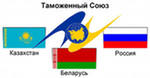 Таможенный Союз
Казахстан
Россия
Беларусь